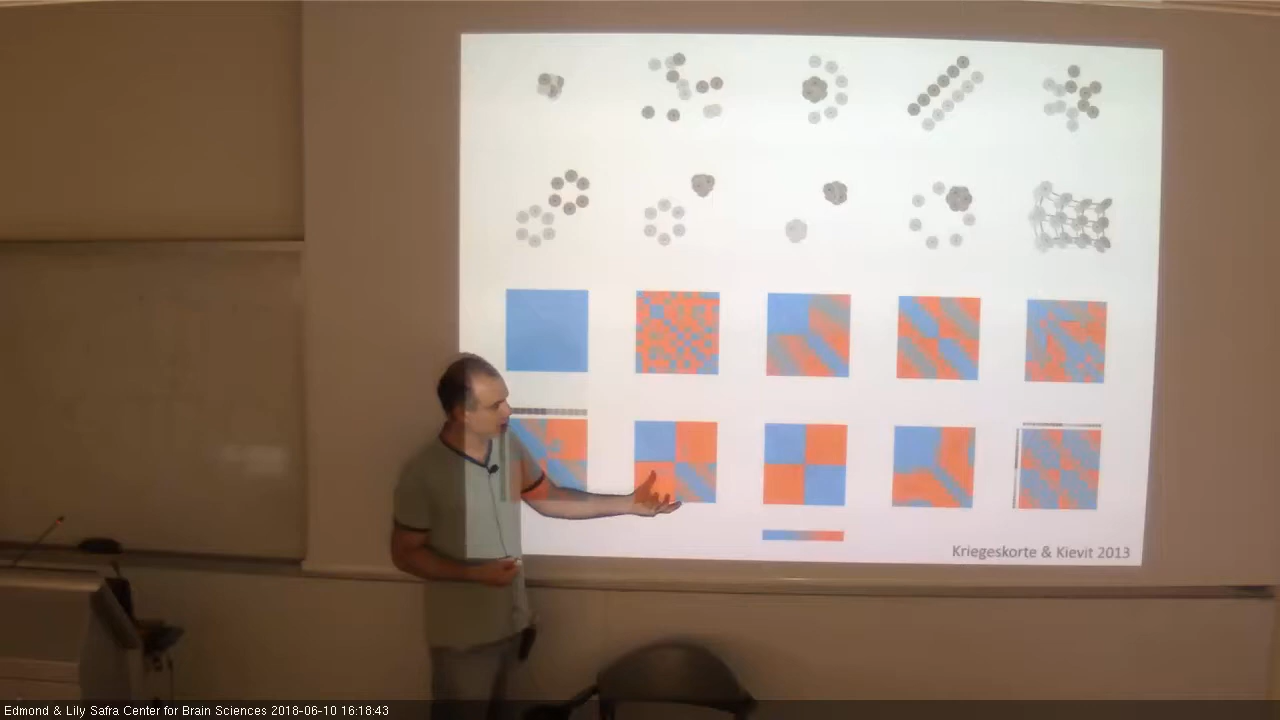 Kriegeskorte & Kievit 2013
Edmond & Lily Safra Center for Brain Sciences 2018-06-10 16:18:43